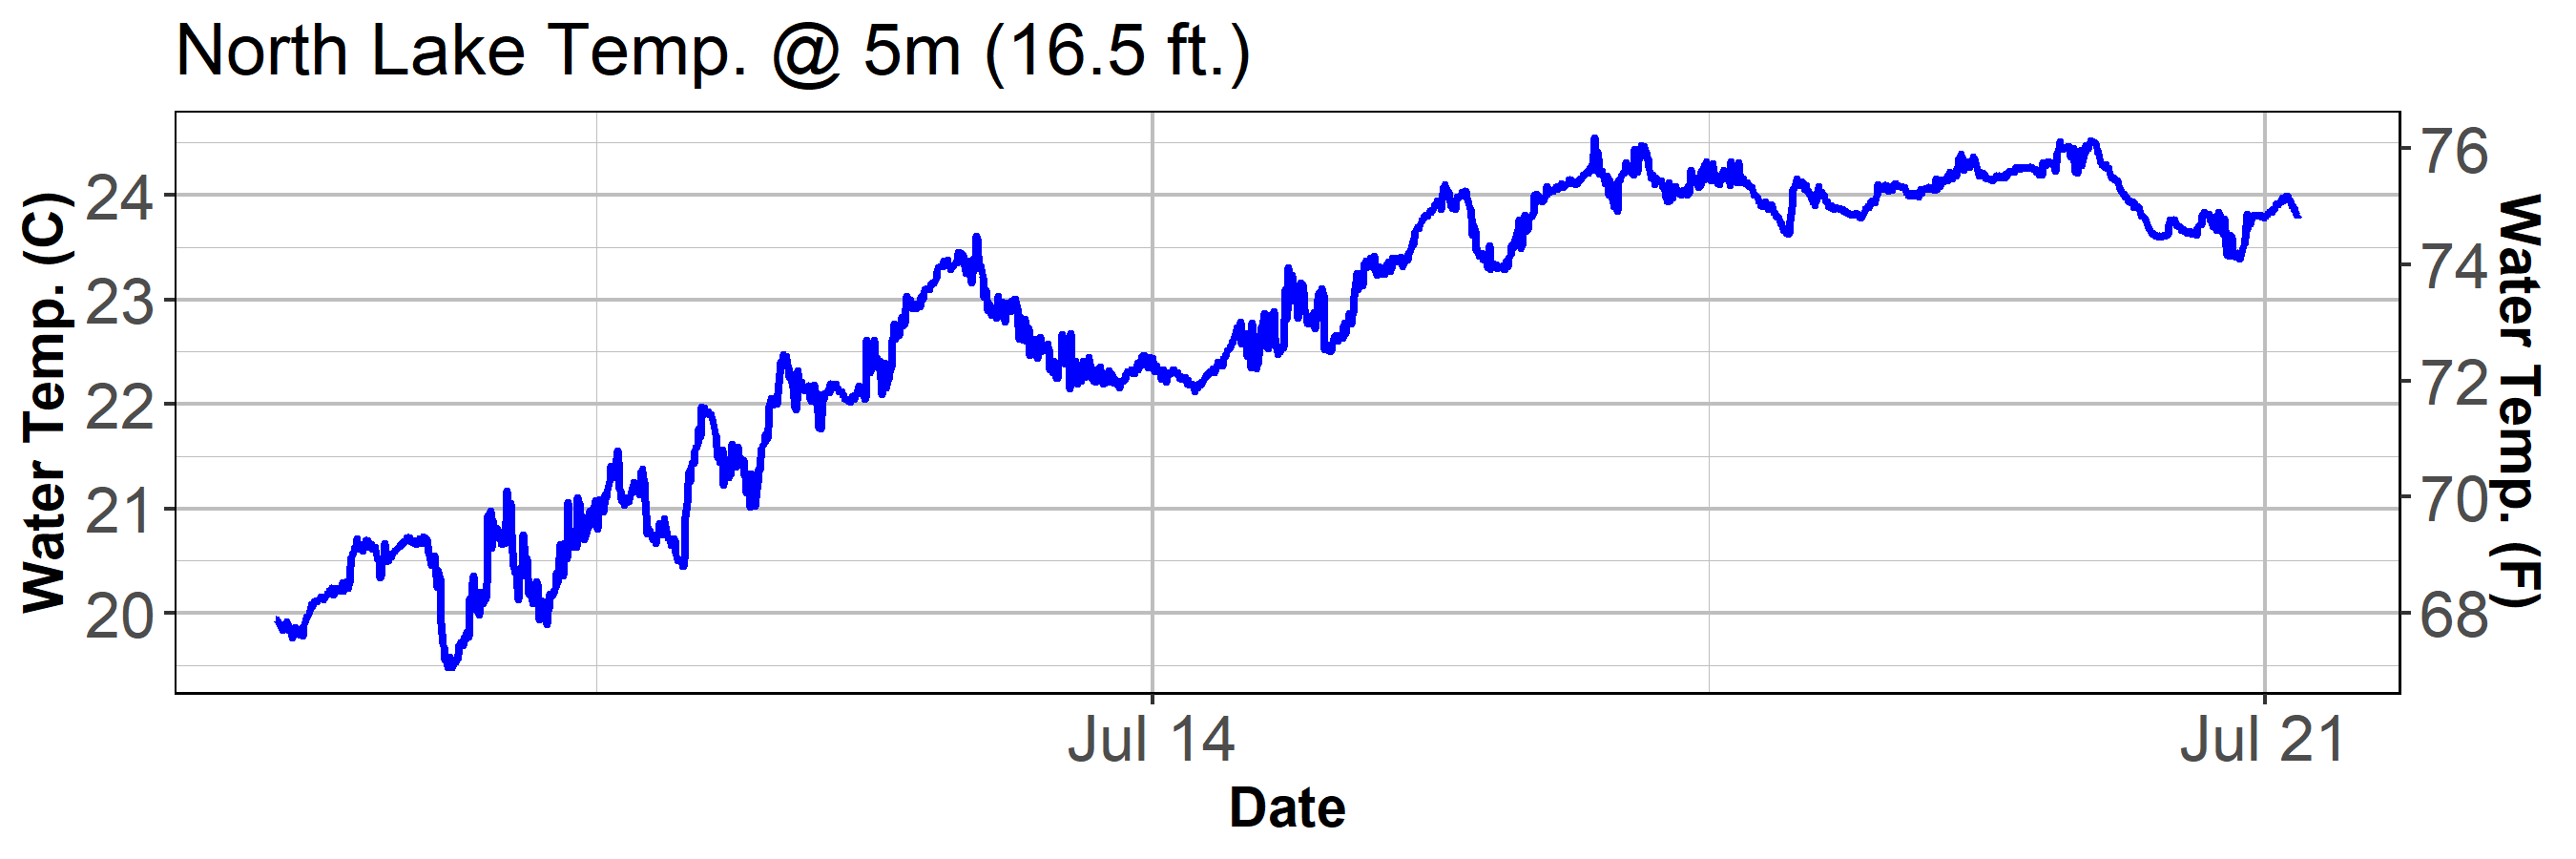 North Lake Temp. @ 5m (16.5 ft.)
Water Temp. (C)
24
23
22
21
20
76
74
72
70
68
Water Temp. (F)
Jul 14
Jul 21
Date